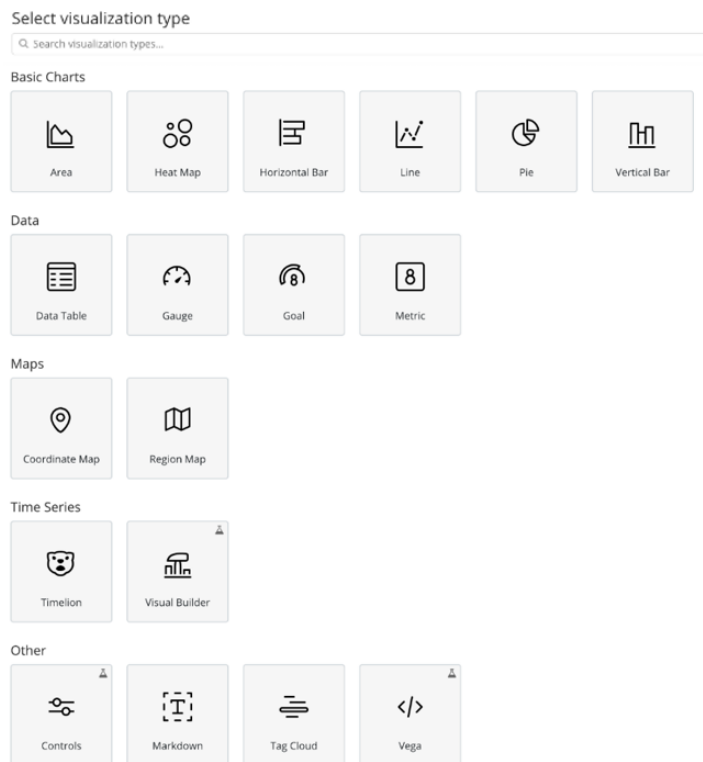 Select visualization type
Search visualization types...
Basic Charts
Area
Heat Map
Horizontal Bar
Line
Pie
Vertical Bar
Data
Data Table
Gauge
8
Goal
8
Metric
Maps
Coordinate Map
Region Map
Time Series
Timelion
Visual Builder
Other
Controls
T
Markdown
Tag Cloud
</>
Vega